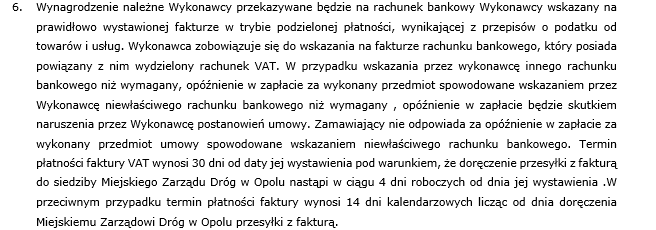 6. Wynagrodzenie należne Wykonawcy przekazywane będzie na rachunek bankowy Wykonawcy wskazany na
prawidłowo wystawionej fakturze w trybie podzielonej płatności, wynikającej z przepisów o podatku od
towarów i usług. Wykonawca zobowiązuje się do wskazania na fakturze rachunku bankowego, który posiada
powiązany z nim wydzielony rachunek VAT. W przypadku wskazania przez wykonawcę innego rachunku
bankowego niż wymagany, opóźnienie w zapłacie za wykonany przedmiot spowodowane wskazaniem przez
Wykonawcę niewłaściwego rachunku bankowego niż wymagany , opóźnienie w zapłacie będzie skutkiem
naruszenia przez Wykonawcę postanowień umowy. Zamawiający nie odpowiada za opóźnienie w zapłacie za
wykonany przedmiot umowy spowodowane wskazaniem niewłaściwego rachunku bankowego. Termin
płatności faktury VAT wynosi 30 dni od daty jej wystawienia pod warunkiem, że doręczenie przesyłki z fakturą
do siedziby Miejskiego Zarządu Dróg w Opolu nastąpi w ciągu 4 dni roboczych od dnia jej wystawienia .W
przeciwnym przypadku termin płatności faktury wynosi 14 dni kalendarzowych licząc od dnia doręczenia
Miejskiemu Zarządowi Dróg w Opolu przesyłki z fakturą.